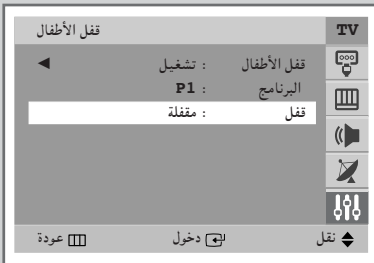 TV قفل الأطفال
قفل الأطفال : تشغيل ◄
البرنامج : P1
قفل : مقفلة
نقل دخول عودة